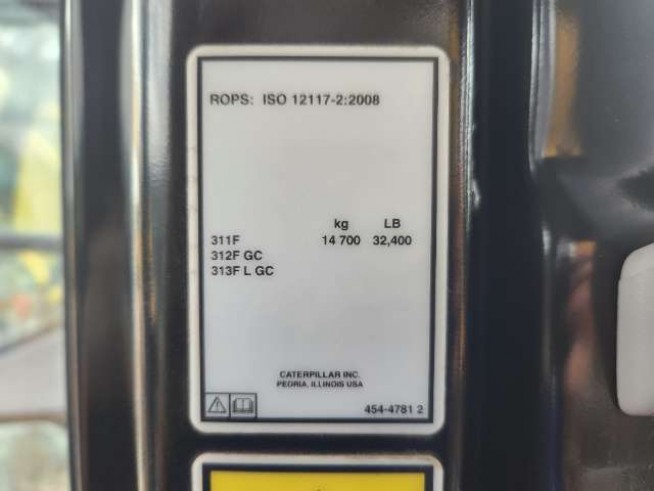 ROPS: ISO 12117-2:2008
kg LB
311F 14 700 32,400
312F GC
313F L GC
CATERPILLAR INC.
PEORIA, ILLINOIS USA
454-4781 2